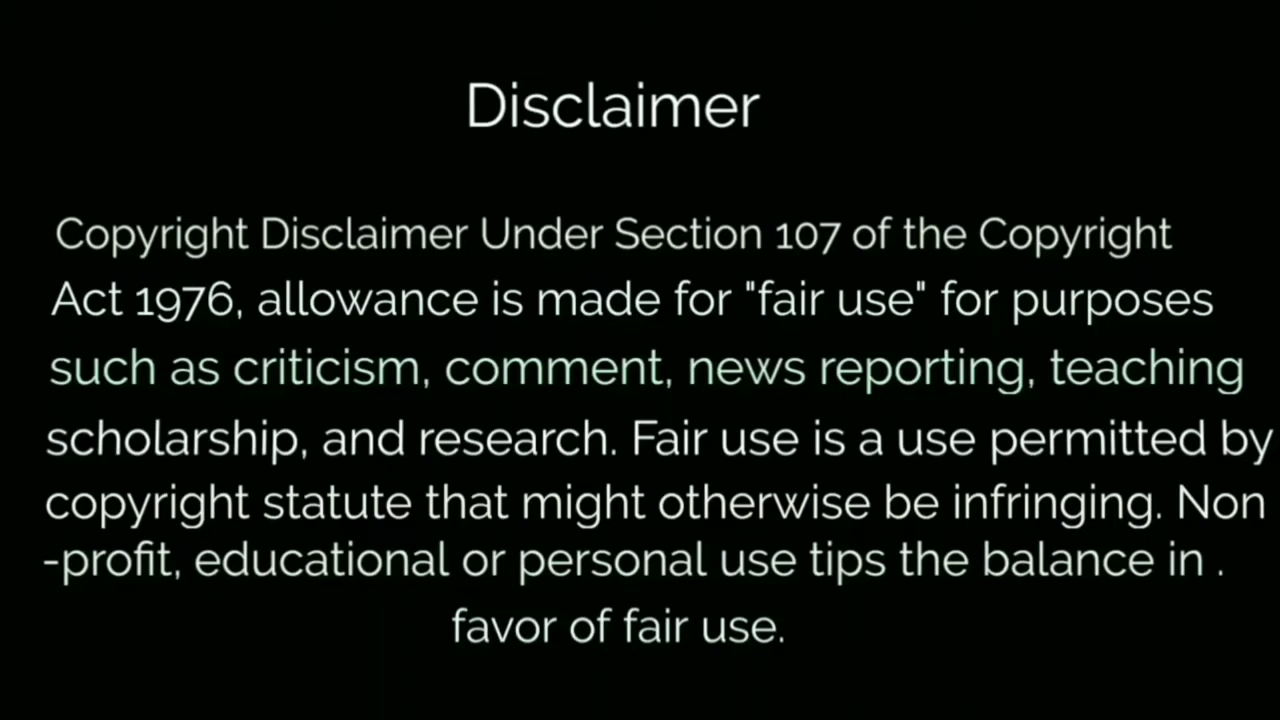 Disclaimer
Copyright Disclaimer Under Section 107 of the Copyright
Act 1976, allowance is made for "fair use" for purposes
such as criticism, comment, news reporting, teaching
scholarship, and research. Fair use is a use permitted by
copyright statute that might otherwise be infringing. Non
-profit, educational or personal use tips the balance in .
favor of fair use.